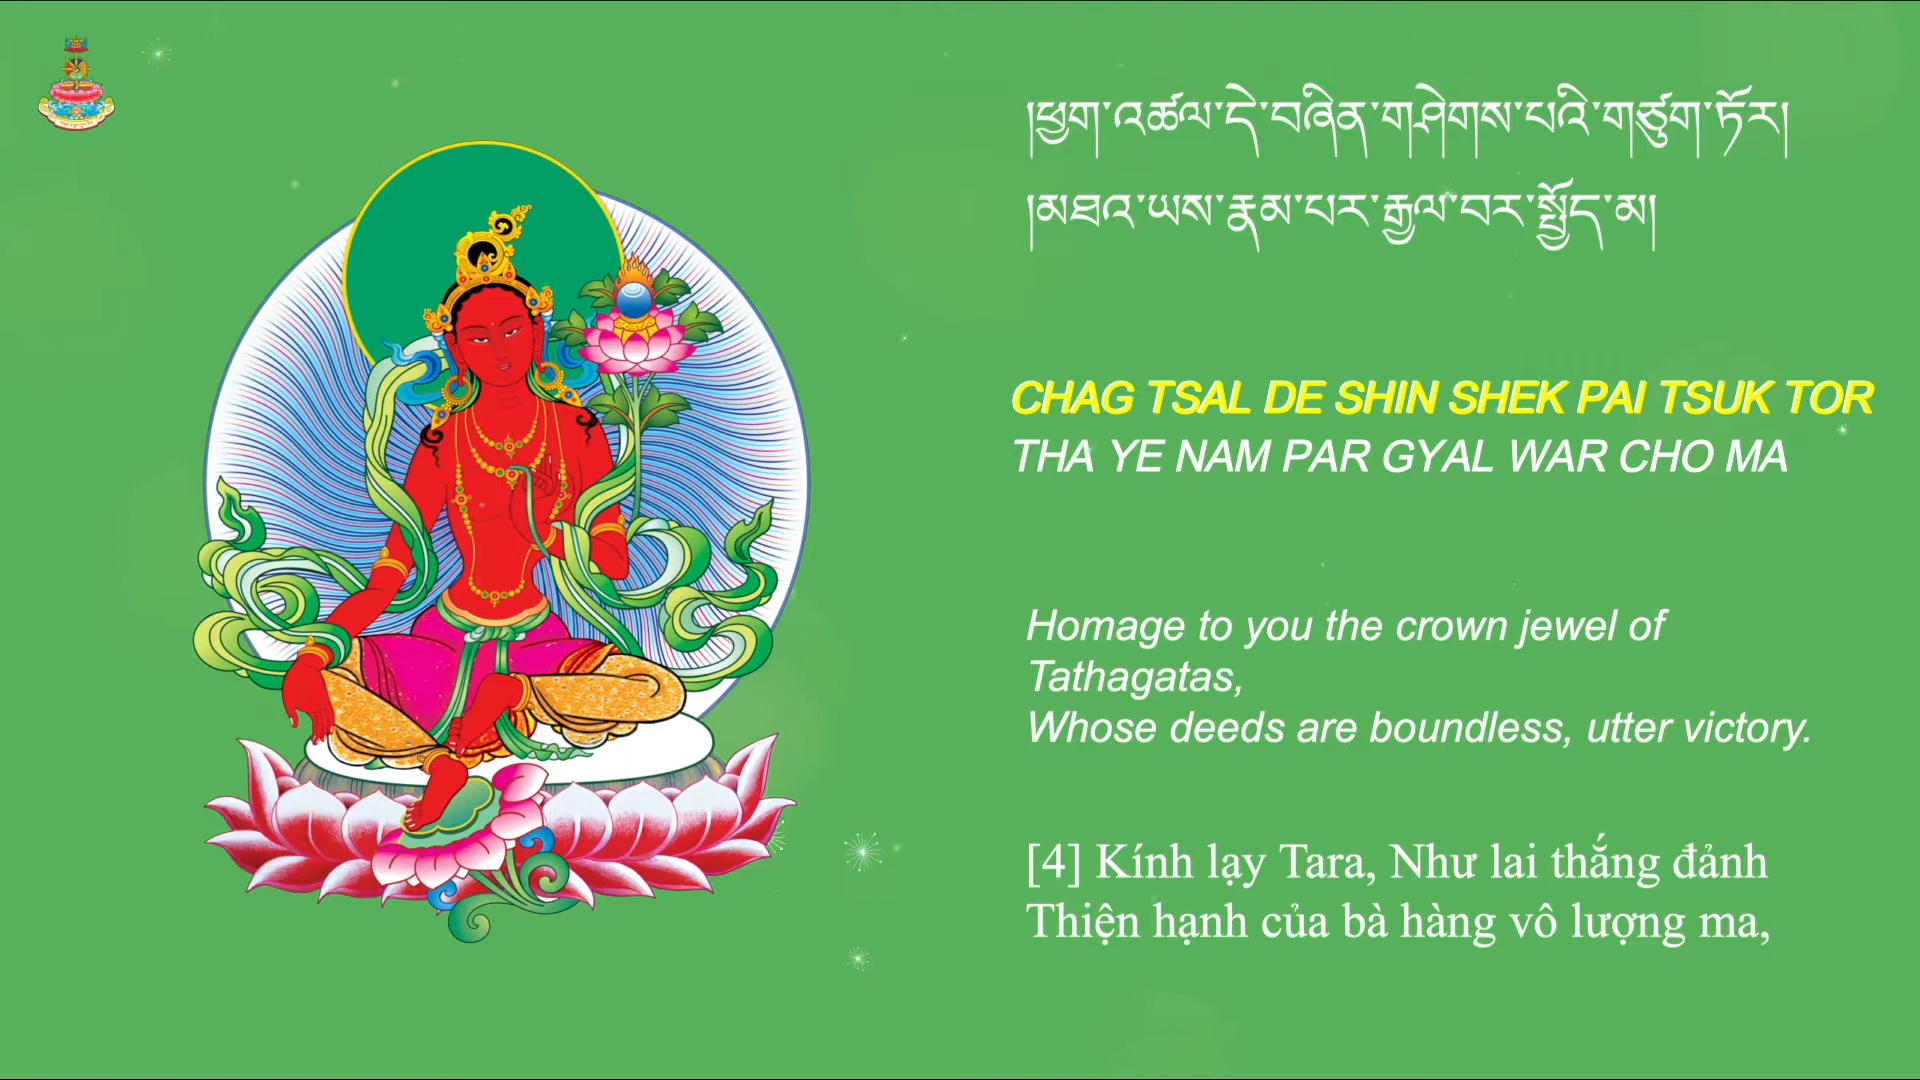 །ཕྱག་འཚལ་དེ་བཞིན་གཤེགས་པའི་གཙུག་ཏོར།
།མཐའ་ཡས་རྣམ་པར་རྒྱལ་བར་སྤྱོད་མ།
CHAG TSAL DE SHIN SHEK PAI TSUK TOR
THA YE NAM PAR GYAL WAR CHO MA
Homage to you the crown jewel of
Tathagatas,
Whose deeds are boundless, utter victory.
[4] Kính lạy Tara, Như lai thắng đảnh
Thiện hạnh của bà hàng vô lượng ma,